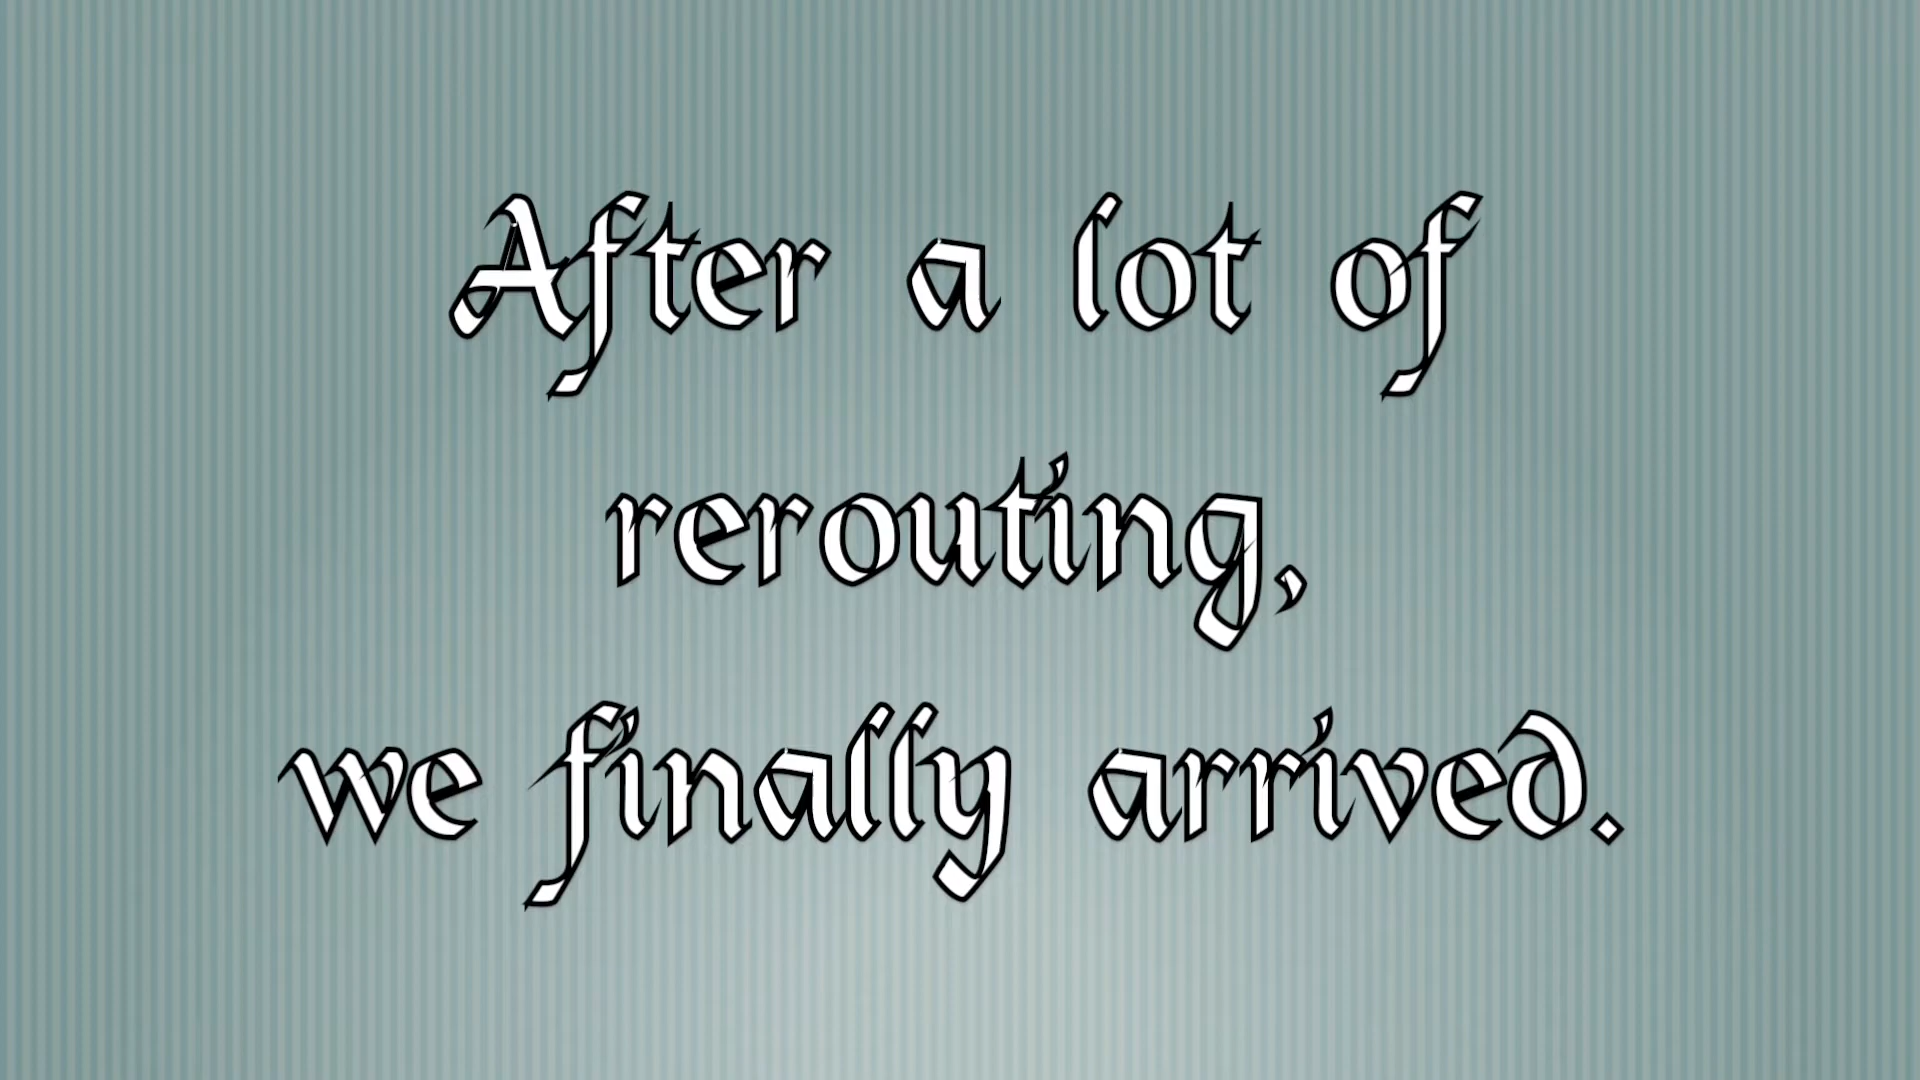 After a lot of
rerouting,
we finally arrived.